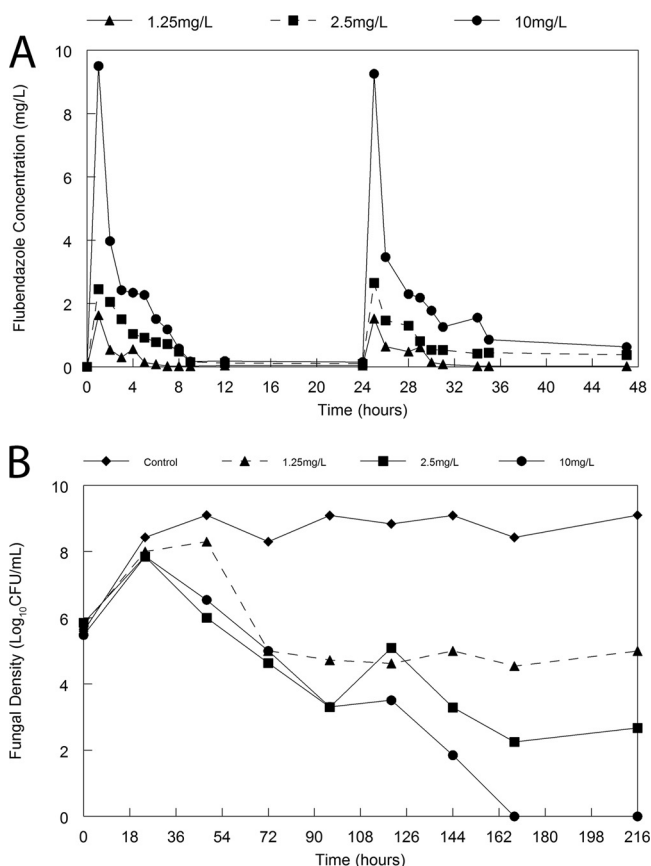 1.25mg/L 2.5mg/L 10mg/L
A
10
8
6
4
2
0
Flubendazole Concentration (mg/L)
0 4 8 12 16 20 24 28 32 36 40 44 48
Time (hours)
B
Control 1.25mg/L 2.5mg/L 10mg/L
10
8
6
4
2
0
Fungal Density (Log₁₀CFU/mL)
0 18 36 54 72 90 108 126 144 162 180 198 216
Time (hours)